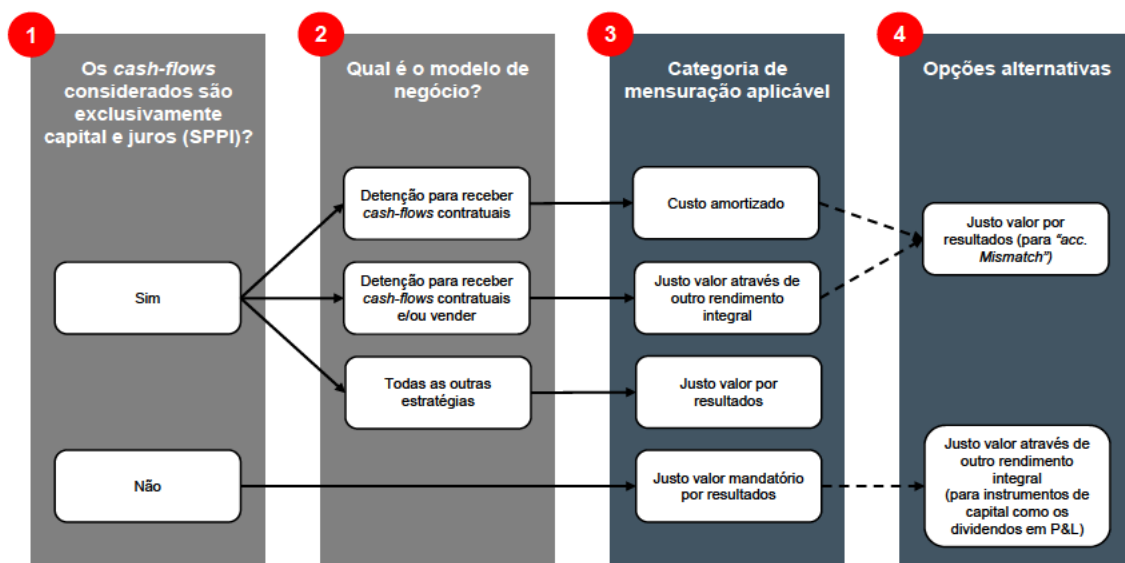 1
Os cash-flows
considerados são
exclusivamente
capital e juros (SPPI)?
Sim
Não
2
Qual é o modelo de
negócio?
Detenção para receber
cash-flows contratuais
Detenção para receber
cash-flows contratuais
e/ou vender
Todas as outras
estratégias
3
Categoria de
mensuração aplicável
Custo amortizado
Justo valor através de
outro rendimento
integral
Justo valor por
resultados
Justo valor mandatório
por resultados
4
Opções alternativas
Justo valor por
resultados (para “acc.
Mismatch”)
Justo valor através de
outro rendimento
integral
(para instrumentos de
capital como os
dividendos em P&L)